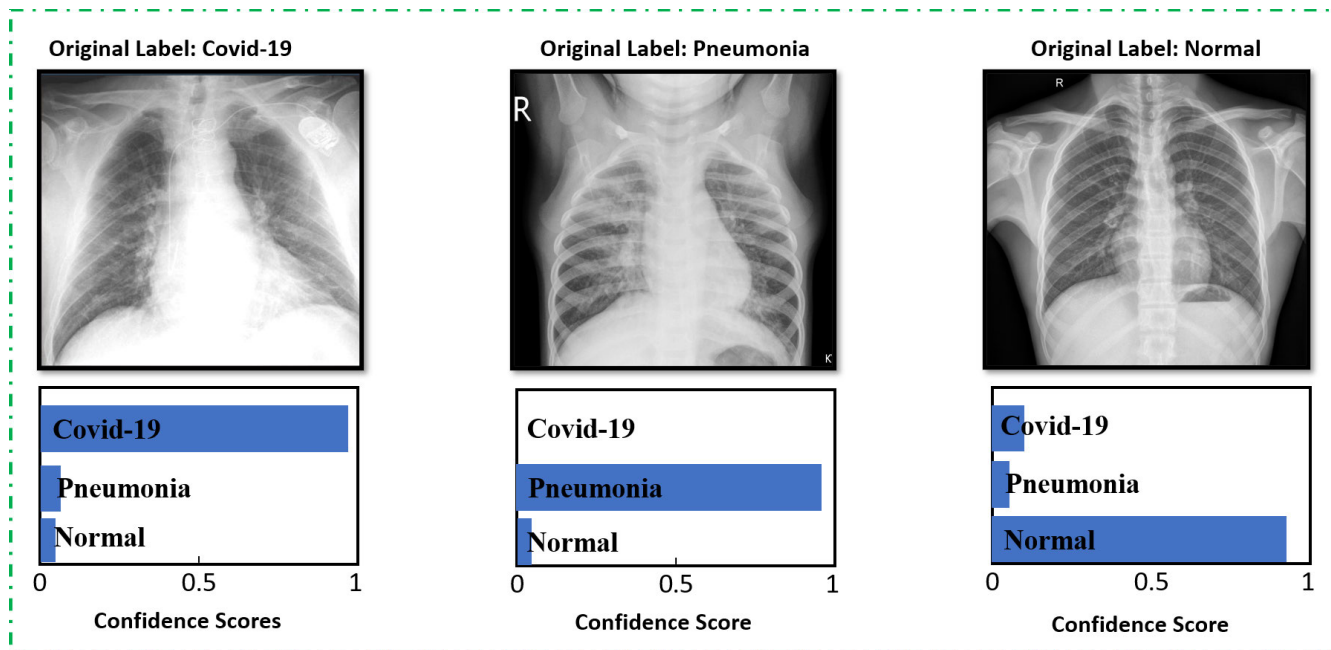 Original Label: Covid-19
Original Label: Pneumonia
Original Label: Normal
R
K
R
Covid-19
Pneumonia
Normal
0 0.5 1
Confidence Scores
Covid-19
Pneumonia
Normal
0 0.5 1
Confidence Score
Covid-19
Pneumonia
Normal
0 0.5 1
Confidence Score